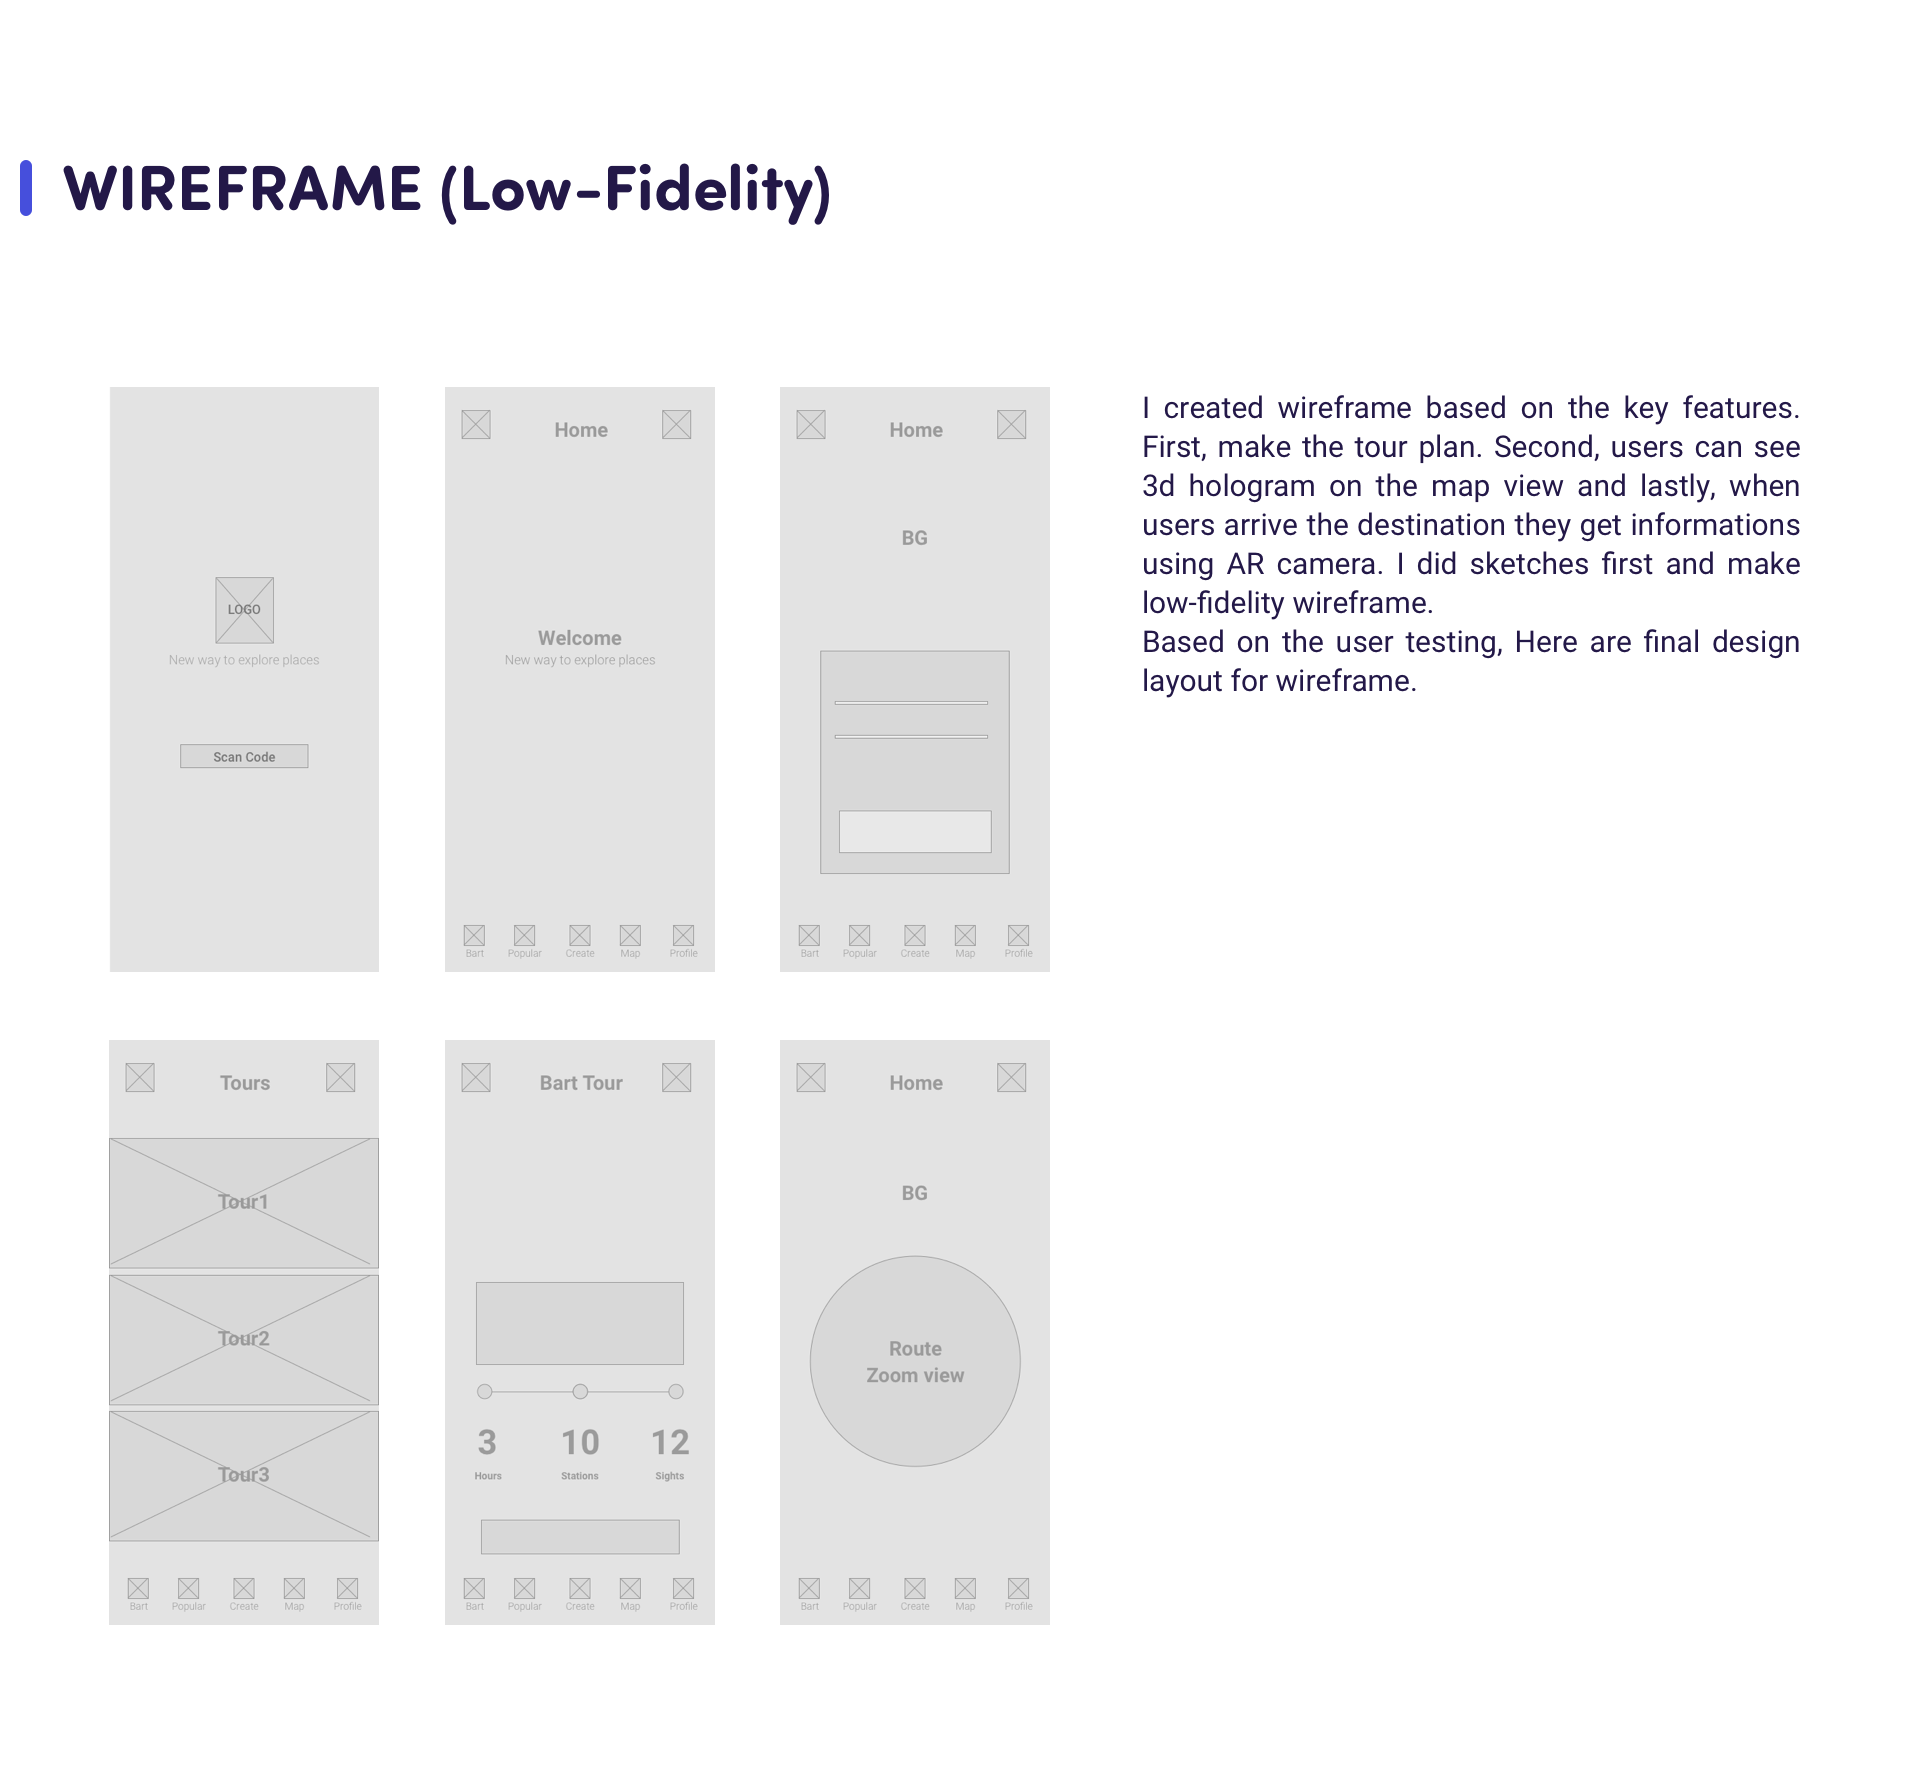 WIREFRAME (Low-Fidelity)
I created wireframe based on the key features.
First, make the tour plan. Second, users can see
3d hologram on the map view and lastly, when
users arrive the destination they get informations
using AR camera. I did sketches first and make
low-fidelity wireframe.
Based on the user testing, Here are final design
layout for wireframe.
LOGO
New way to explore places
Scan Code
Home
Welcome
New way to explore places
Bart Popular Create Map Profile
Home
BG
Bart Popular Create Map Profile
Tours
Tour1
Tour2
Tour3
Bart Popular Create Map Profile
Bart Tour
3 10 12
Hours Stations Sights
Bart Popular Create Map Profile
Home
BG
Route
Zoom view
Bart Popular Create Map Profile